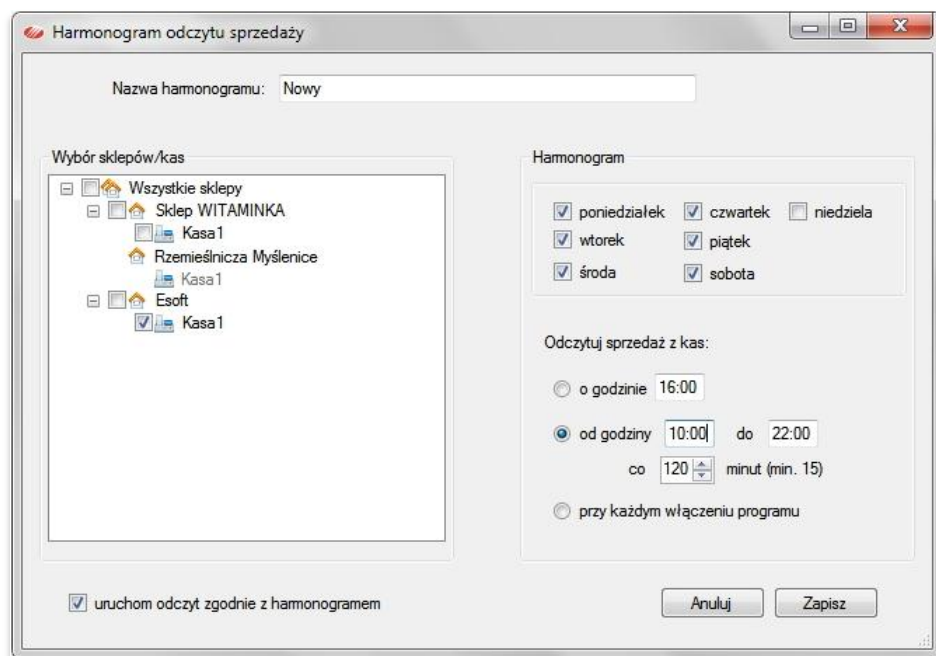 Harmonogram odczytu sprzedaży
Nazwa harmonogramu: Nowy
Wybór sklepów/kas
Wszystkie sklepy
Sklep WITAMINKA
Kasa1
Rzemieślnicza Myślenice
Kasa1
Esoft
Kasa1
Harmonogram
poniedziałek czwartek niedziela
wtorek piątek
środa sobota
Odczytuj sprzedaż z kas:
o godzinie 16:00
od godziny 10:00 do 22:00
co 120 minut (min. 15)
przy każdym włączeniu programu
uruchom odczyt zgodnie z harmonogramem
Anuluj Zapisz